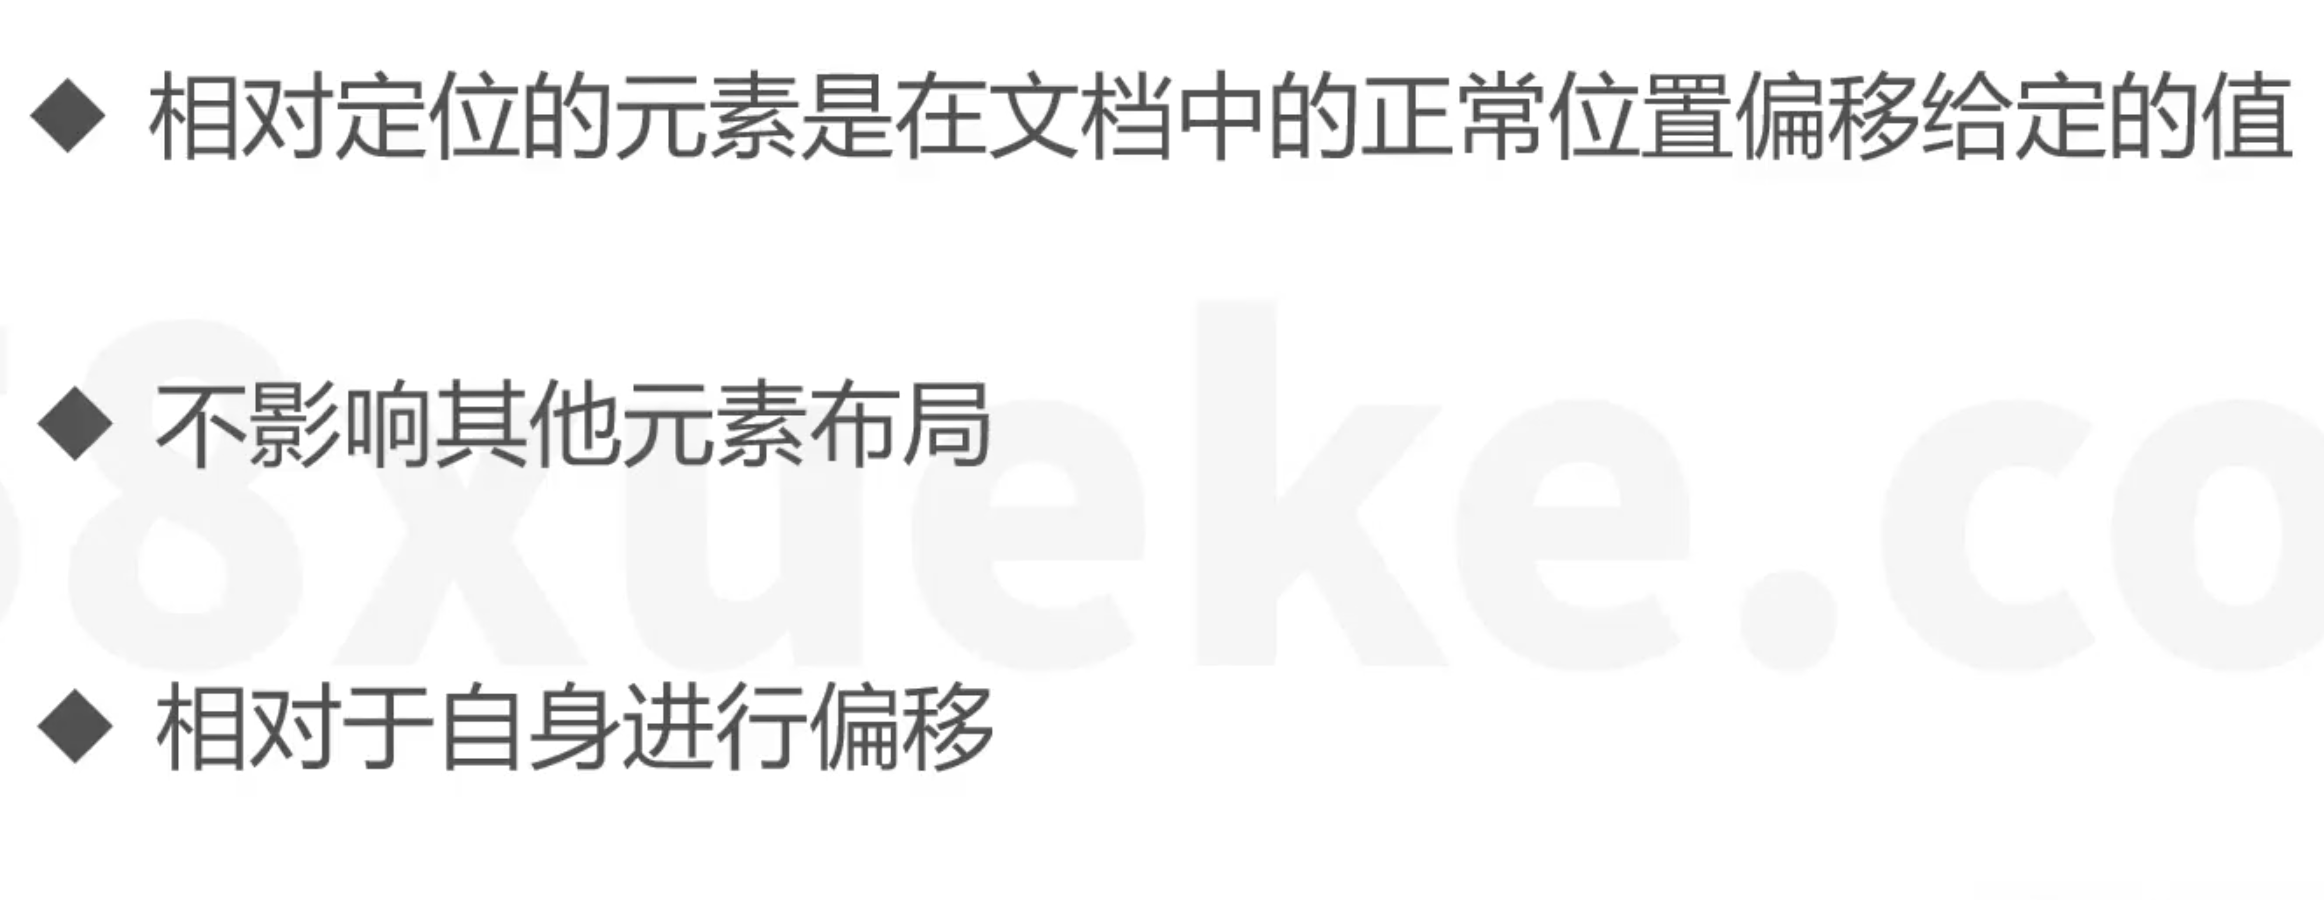 ◆ 相对定位的元素是在文档中的正常位置偏移给定的值
◆ 不影响其他元素布局
58xueke.co
◆ 相对于自身进行偏移